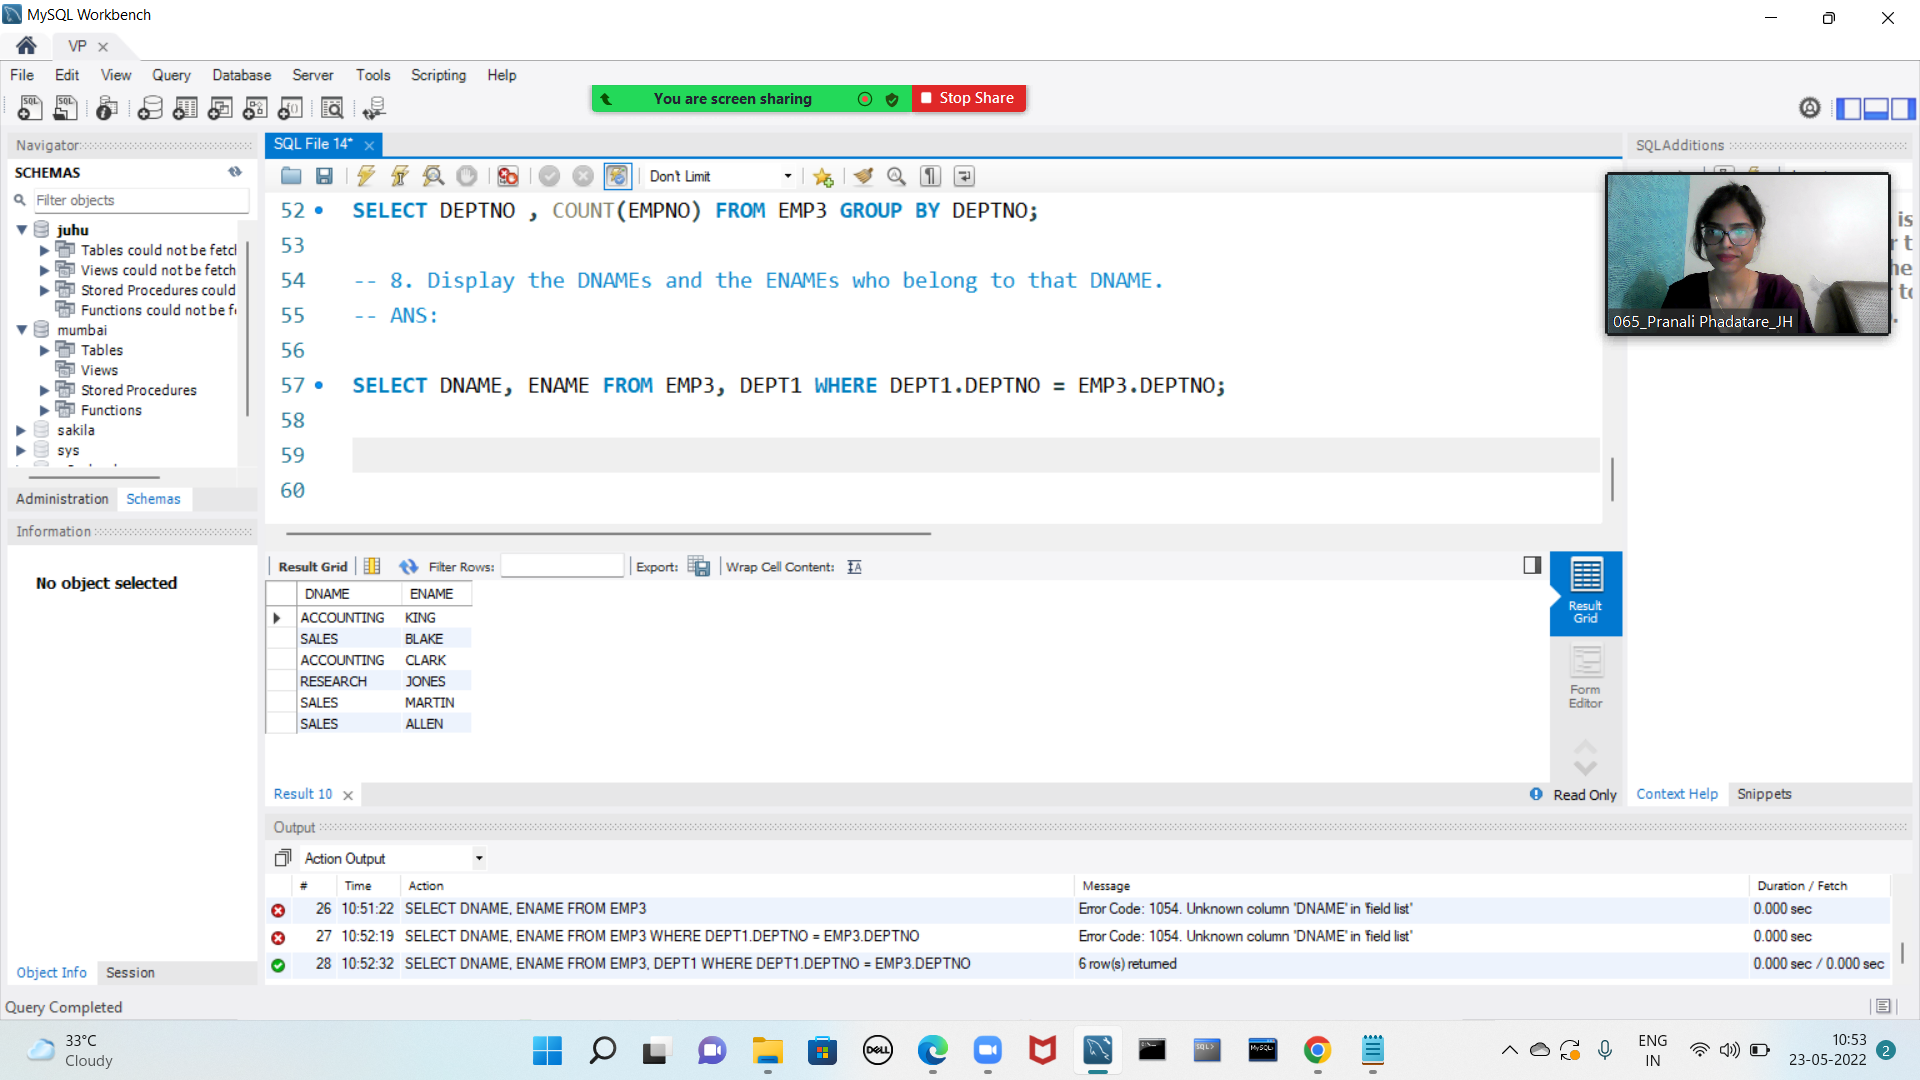 MySQL Workbench
VP
File Edit View Query Database Server Tools Scripting Help
You are screen sharing
Stop Share
Navigator
SCHEMAS
Filter objects
juhu
Tables could not be fetcl
Views could not be fetch
Stored Procedures could
Functions could not be f
mumbai
Tables
Views
Stored Procedures
Functions
sakila
sys
Administration Schemas
Information
No object selected
Object Info Session
SQL File 14*
Don't Limit
52 SELECT DEPTNO , COUNT(EMPNO) FROM EMP3 GROUP BY DEPTNO;
53
54 -- 8. Display the DNAMEs and the ENAMEs who belong to that DNAME.
55 -- ANS:
56
57 SELECT DNAME, ENAME FROM EMP3, DEPT1 WHERE DEPT1.DEPTNO = EMP3.DEPTNO;
58
59
60
SQLAdditions
065_Pranali Phadatare_JH
Result Grid Filter Rows: Export: Wrap Cell Content:
DNAME ENAME
ACCOUNTING KING
SALES BLAKE
ACCOUNTING CLARK
RESEARCH JONES
SALES MARTIN
SALES ALLEN
Result Grid
Form Editor
Result 10
Read Only
Context Help Snippets
Output
Action Output
# Time Action Message Duration / Fetch
26 10:51:22 SELECT DNAME, ENAME FROM EMP3 Error Code: 1054. Unknown column 'DNAME' in 'field list' 0.000 sec
27 10:52:19 SELECT DNAME, ENAME FROM EMP3 WHERE DEPT1.DEPTNO = EMP3.DEPTNO Error Code: 1054. Unknown column 'DNAME' in 'field list' 0.000 sec
28 10:52:32 SELECT DNAME, ENAME FROM EMP3, DEPT1 WHERE DEPT1.DEPTNO = EMP3.DEPTNO 6 row(s) returned 0.000 sec / 0.000 sec
Query Completed
33°C
Cloudy
DELL
ENG
IN
10:53
23-05-2022
2